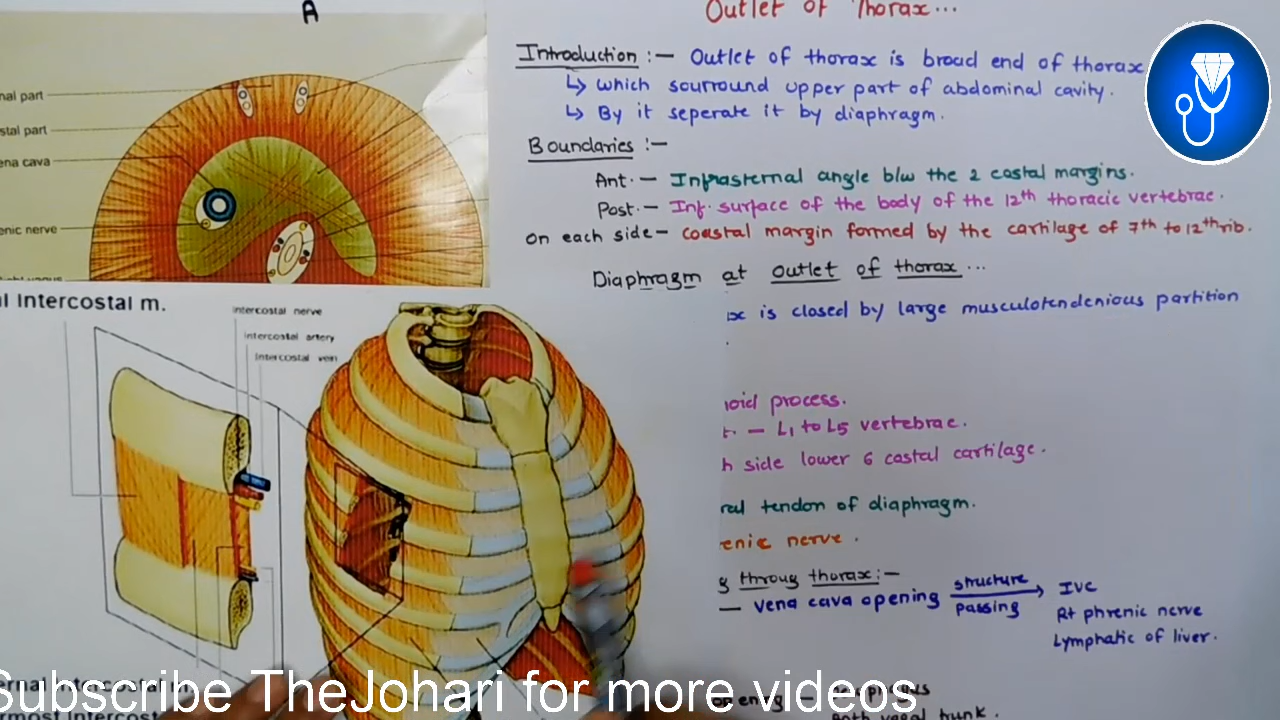 A
Outlet of Thorax...
Introduction :- Outlet of thorax is broad end of thorax
↳ which sourround upper part of abdominal cavity.
↳ By it seperate it by diaphragm.
Boundaries :-
Ant. - Infrasternal angle b/w the 2 costal margins.
Post. - Inf. surface of the body of the 12th thoracic vertebrae.
on each side - coastal margin formed by the cartilage of 7th to 12th rib.
Diaphragm at outlet of thorax...
x is closed by large musculotendenious partition
oid process.
t. - L1 to L5 vertebrae.
h side lower 6 costal cartilage.
ral tendon of diaphragm.
enic nerve.
g throug thorax :-
- vena cava opening structure passing → IVC
Rt phrenic nerve
Lymphatic of liver.
nal part
stal part
ena cava
enic nerve
l Intercostal m.
intercostal nerve
intercostal artery
intercostal vein
Subscribe TheJohari for more videos
most Intercost